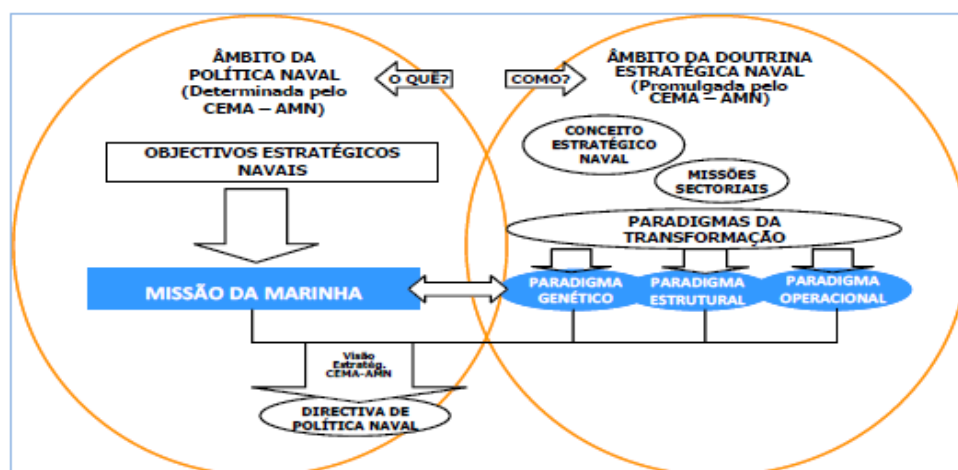 ÂMBITO DA
POLÍTICA NAVAL
(Determinada pelo
CEMA – AMN)
O QUÊ?
COMO?
ÂMBITO DA DOUTRINA
ESTRATÉGICA NAVAL
(Promulgada pelo
CEMA – AMN)
CONCEITO
ESTRATÉGICO
NAVAL
OBJECTIVOS ESTRATÉGICOS
NAVAIS
MISSÕES
SECTORIAIS
PARADIGMAS DA
TRANSFORMAÇÃO
MISSÃO DA MARINHA
PARADIGMA
GENÉTICO
PARADIGMA
ESTRUTURAL
PARADIGMA
OPERACIONAL
Visão
Estratég.
CEMA-AMN
DIRECTIVA DE
POLÍTICA NAVAL